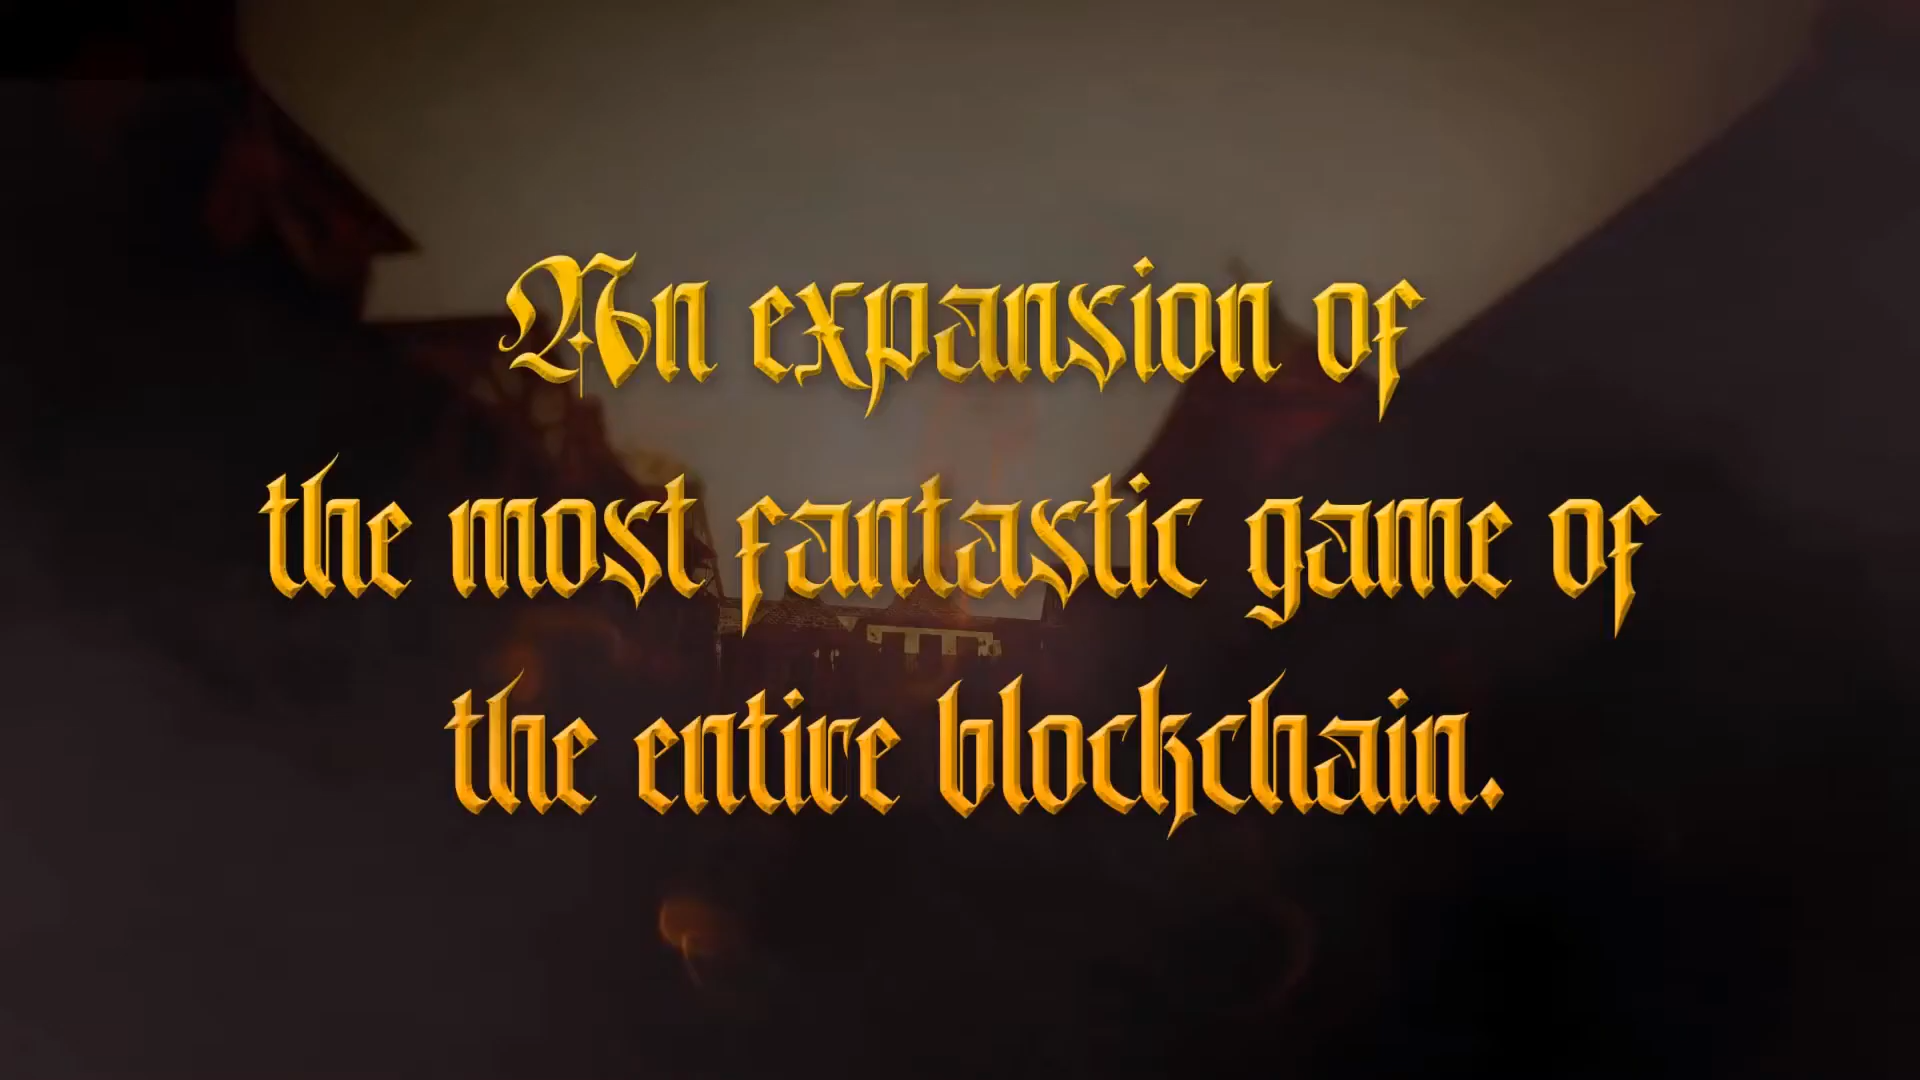 An expansion of
the most fantastic game of
the entire blockchain.